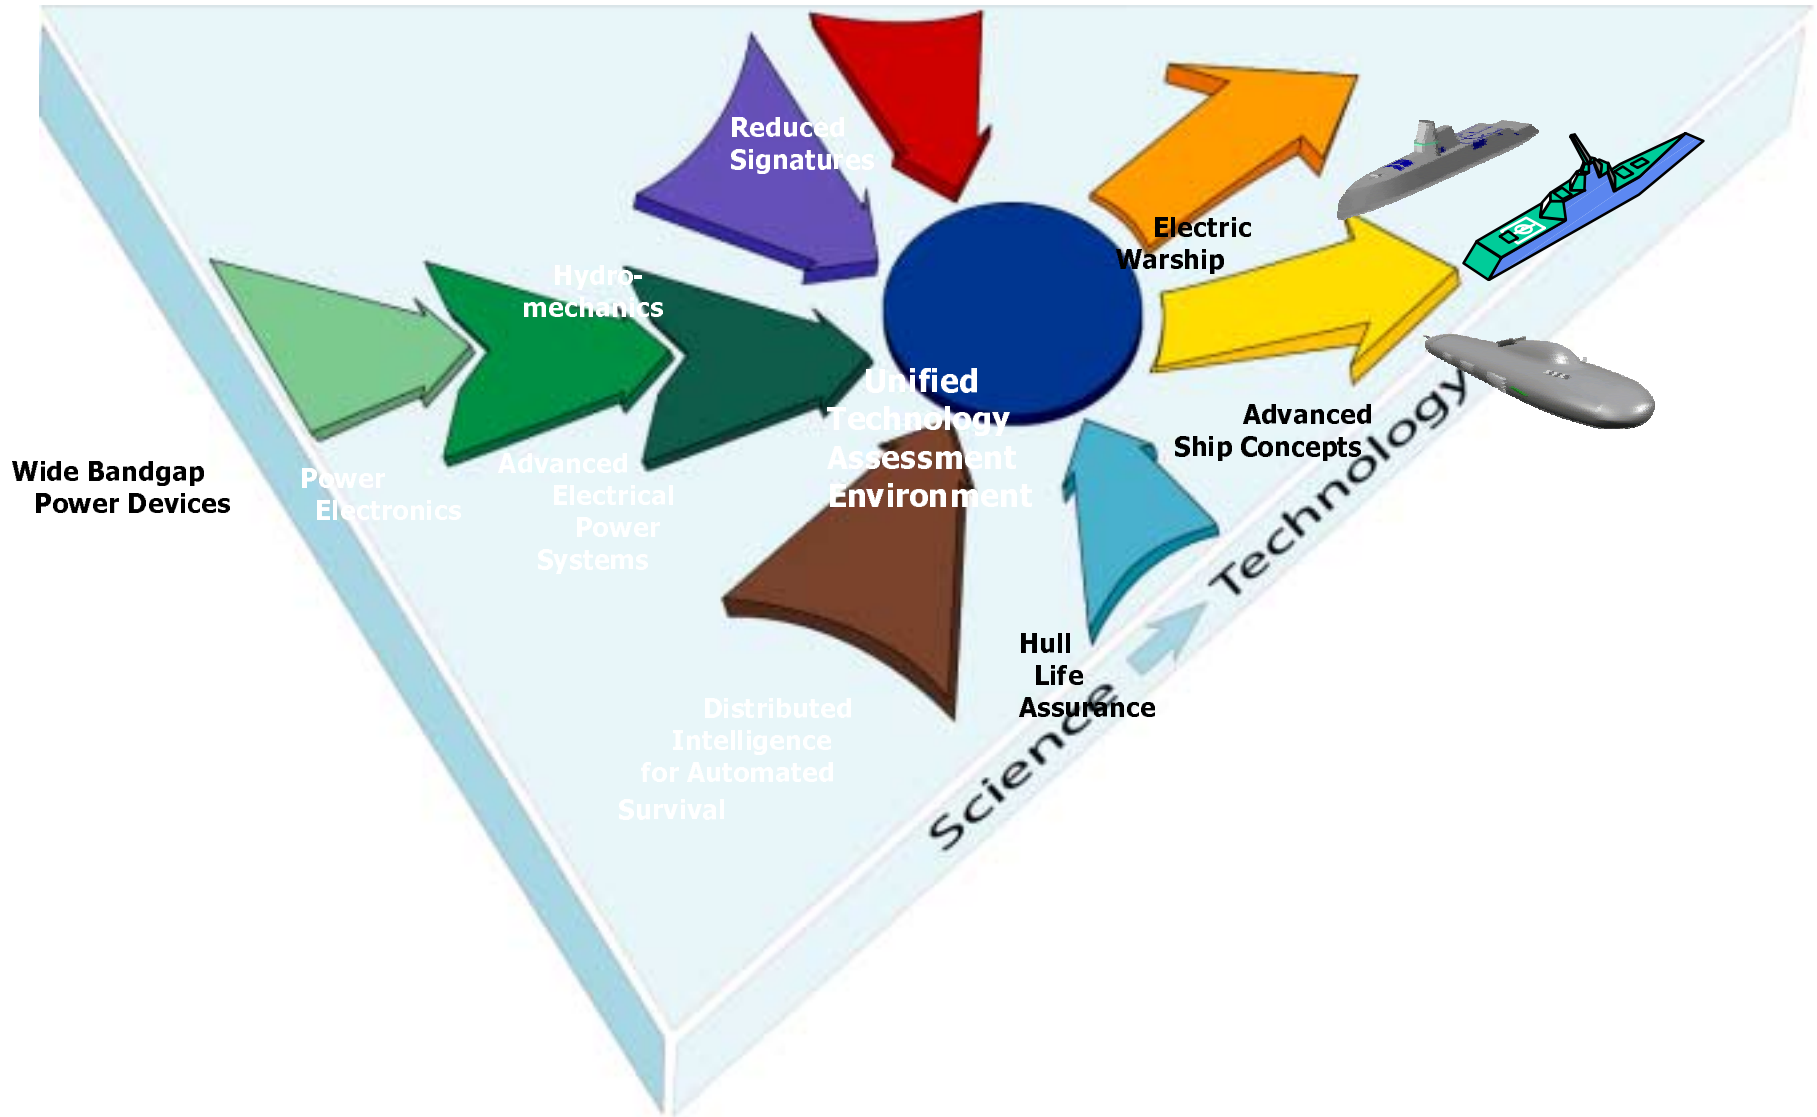 Reduced
Signatures
Electric
Warship
Hydro-
mechanics
Unified
Technology
Assessment
Environment
Advanced
Ship Concepts
Wide Bandgap
Power Devices
Power
Electronics
Advanced
Electrical
Power
Systems
Hull
Life
Assurance
Distributed
Intelligence
for Automated
Survival
Science
Technology